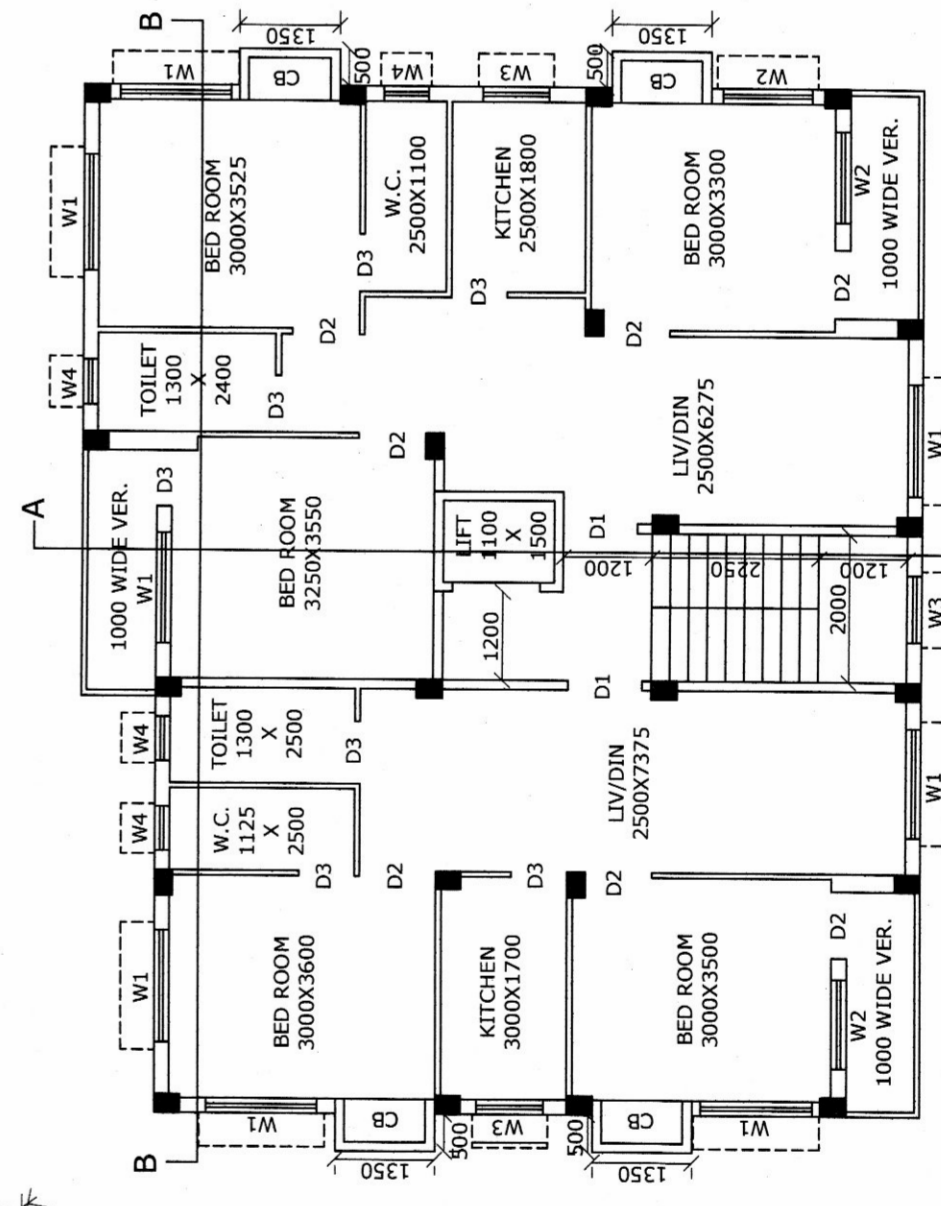 A
B
B
W1
W4
W1
W1
W4
W4
W1
1000 WIDE VER.
W1
D3
TOILET
1300
X
2400
D3
BED ROOM
3000X3525
D2
CB
1350
500
W4
W.C.
2500X1100
D3
W3
KITCHEN
2500X1800
D3
500
CB
1350
W2
BED ROOM
3000X3300
D2
D2
W2
1000 WIDE VER.
BED ROOM
3250X3550
D2
LIFT
1100
X
1500
D1
LIV/DIN
2500X6275
W1
1200
1200
2250
1200
2000
W3
TOILET
1300
X
2500
D3
W.C.
1125
X
2500
D3
D2
D1
LIV/DIN
2500X7375
W1
BED ROOM
3000X3600
W1
CB
1350
500
KITCHEN
3000X1700
D3
W3
500
CB
1350
W1
BED ROOM
3000X3500
D2
D2
W2
1000 WIDE VER.